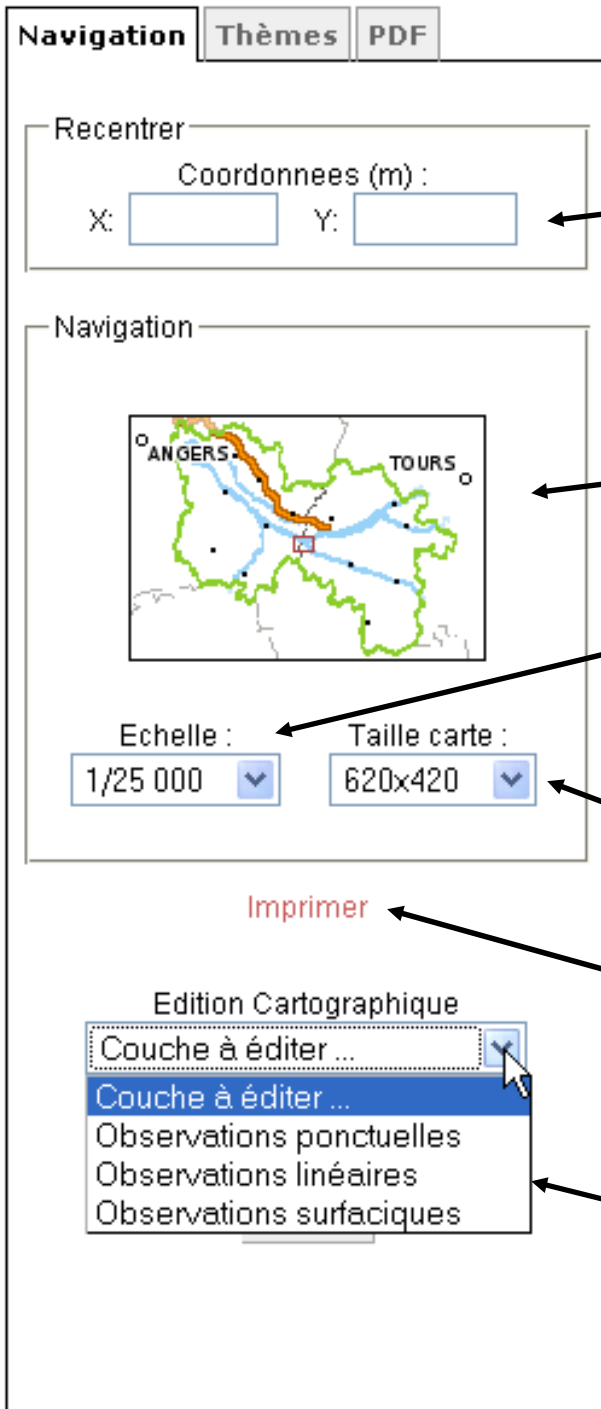 Navigation Thèmes PDF
Recentrer
Coordonnees (m) :
X: Y:
Navigation
ANGERS
TOURS
Echelle : Taille carte :
1/25 000 620x420
Imprimer
Edition Cartographique
Couche à éditer ...
Couche à éditer ...
Observations ponctuelles
Observations linéaires
Observations surfaciques